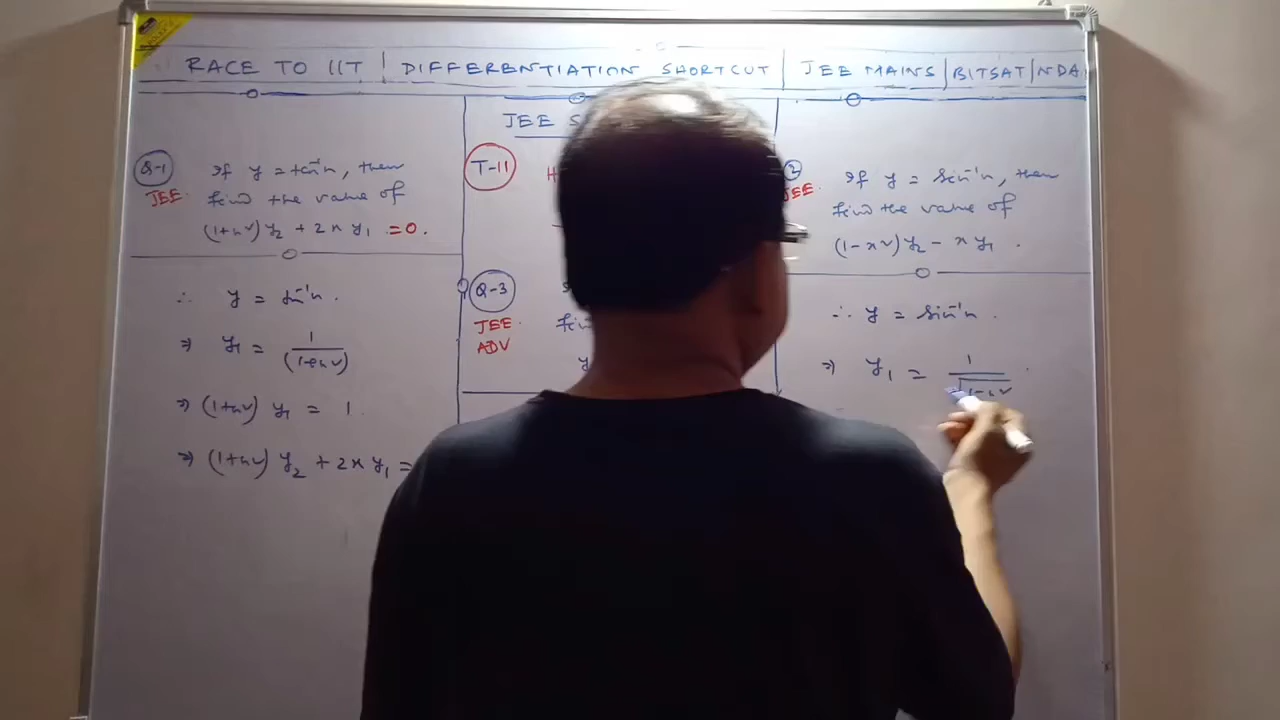 RACE TO IIT | DIFFERENTIATION SHORTCUT | JEE MAINS | BITSAT | NDA
JEE S
Q-1
JEE
If y = tan⁻¹x, then
find the value of
(1+x²) y₂ + 2x y₁ = 0.
∴ y = tan⁻¹x.
⇒ y₁ = 1/(1+x²)
⇒ (1+x²) y₁ = 1.
⇒ (1+x²) y₂ + 2x y₁ =
T-11
H
Q-3
JEE
ADV
fin
y
2
JEE.
If y = sin⁻¹x, then
find the value of
(1-x²) y₂ - x y₁ .
∴ y = sin⁻¹x .
⇒ y₁ = 1/√1-x² .